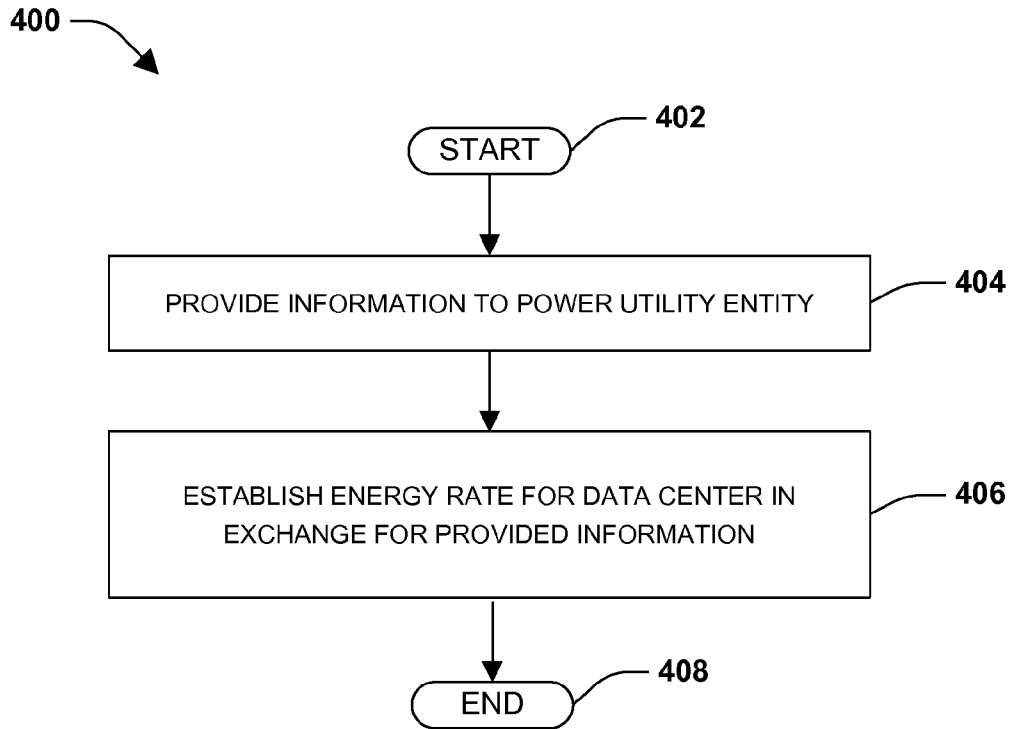 400
402
START
404
PROVIDE INFORMATION TO POWER UTILITY ENTITY
ESTABLISH ENERGY RATE FOR DATA CENTER IN
EXCHANGE FOR PROVIDED INFORMATION
406
408
END